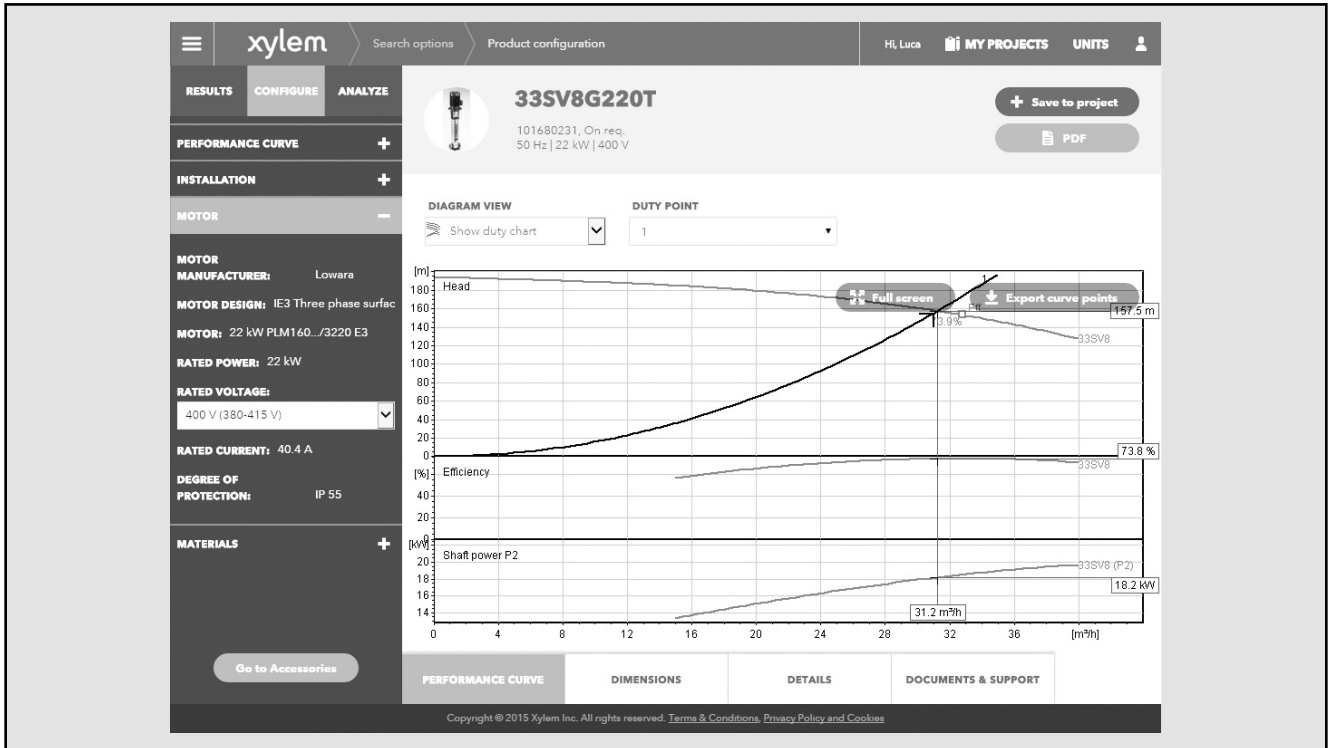 xylem
Search options
Product configuration
Hi, Luca
MY PROJECTS
UNITS
RESULTS
CONFIGURE
ANALYZE
PERFORMANCE CURVE
INSTALLATION
MOTOR
MOTOR
MANUFACTURER: Lowara
MOTOR DESIGN: IE3 Three phase surfac
MOTOR: 22 kW PLM160.../3220 E3
RATED POWER: 22 kW
RATED VOLTAGE:
400 V (380-415 V)
RATED CURRENT: 40.4 A
DEGREE OF
PROTECTION: IP 55
MATERIALS
Go to Accessories
33SV8G220T
101680231, On req.
50 Hz | 22 kW | 400 V
Save to project
PDF
DIAGRAM VIEW
Show duty chart
DUTY POINT
1
[m]
Head
180
160
140
120
100
80
60
40
20
0
1
Full screen
Export curve points
Eff
3.9%
157.5 m
33SV8
[%]
Efficiency
40
20
0
73.8 %
33SV8
[kW]
Shaft power P2
20
18
16
14
33SV8 (P2)
18.2 kW
31.2 m³/h
0 4 8 12 16 20 24 28 32 36 [m³/h]
PERFORMANCE CURVE
DIMENSIONS
DETAILS
DOCUMENTS & SUPPORT
Copyright © 2015 Xylem Inc. All rights reserved. Terms & Conditions, Privacy Policy and Cookies